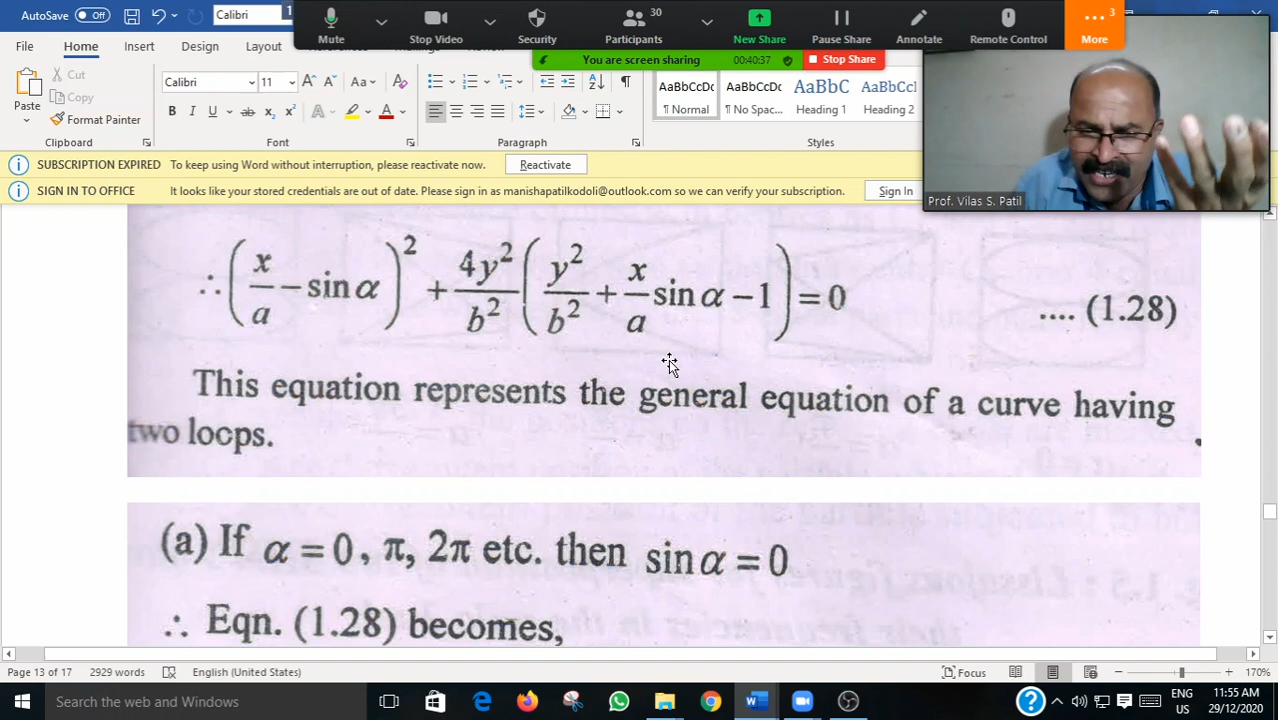 AutoSave Off Calibri
Mute Stop Video Security 30 Participants New Share Pause Share Annotate Remote Control 3 More
File Home Insert Design Layout
You are screen sharing 00:40:37 Stop Share
Paste Cut Copy Format Painter
Calibri 11 Aa
B I U ab x₂ x² A A
AaBbCcDc AaBbCcDc AaBbC AaBbCcI
¶ Normal ¶ No Spac... Heading 1 Heading 2
Clipboard Font Paragraph Styles
SUBSCRIPTION EXPIRED To keep using Word without interruption, please reactivate now. Reactivate
SIGN IN TO OFFICE It looks like your stored credentials are out of date. Please sign in as manishapatilkodoli@outlook.com so we can verify your subscription. Sign In
Prof. Vilas S. Patil
∴ (x/a − sin α)² + 4y²/b² (y²/b² + x/a sin α − 1) = 0 .... (1.28)
This equation represents the general equation of a curve having
two loops.
(a) If α = 0, π, 2π etc. then sin α = 0
∴ Eqn. (1.28) becomes,
Page 13 of 17 2929 words English (United States) Focus 170%
Search the web and Windows ENG 11:55 AM 29/12/2020